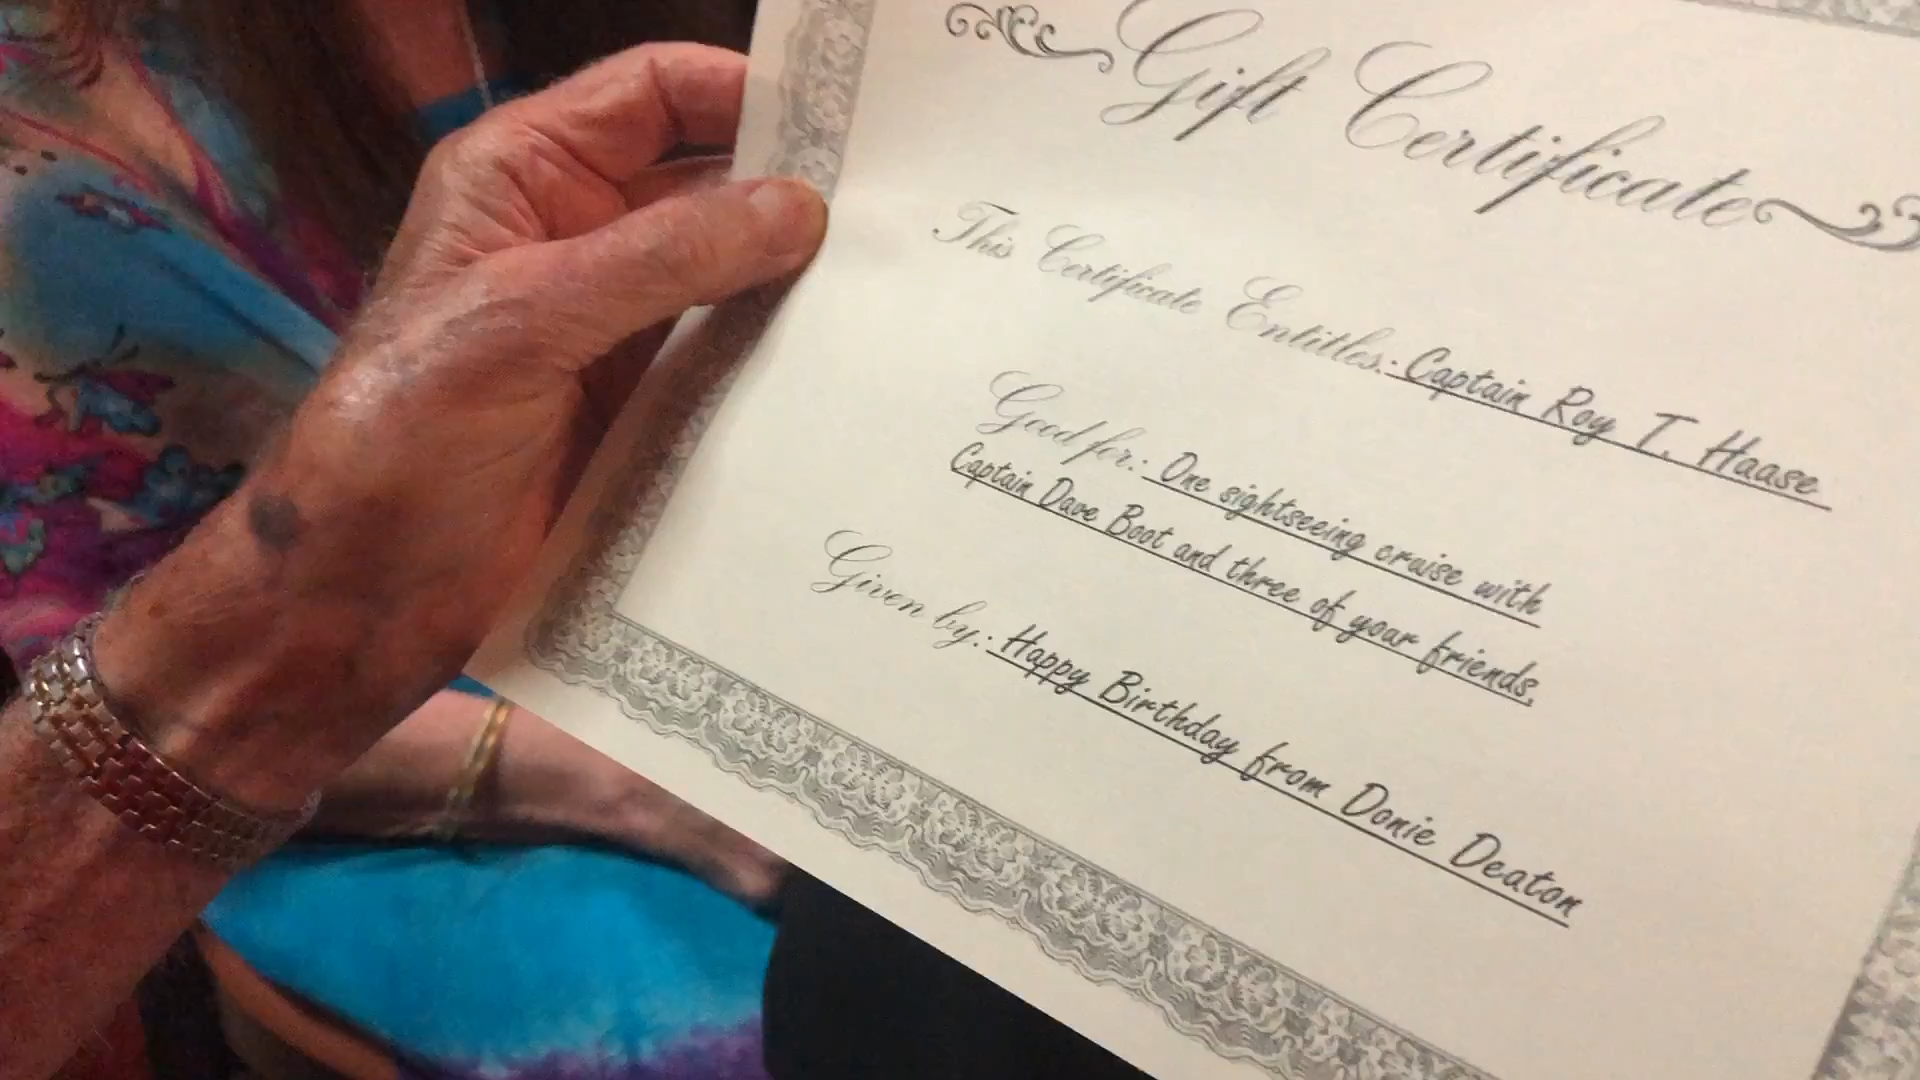 Gift Certificate
This Certificate Entitles: Captain Roy T. Haase
Good for: One sightseeing cruise with
Captain Dave Boot and three of your friends.
Given by: Happy Birthday from Donie Deaton